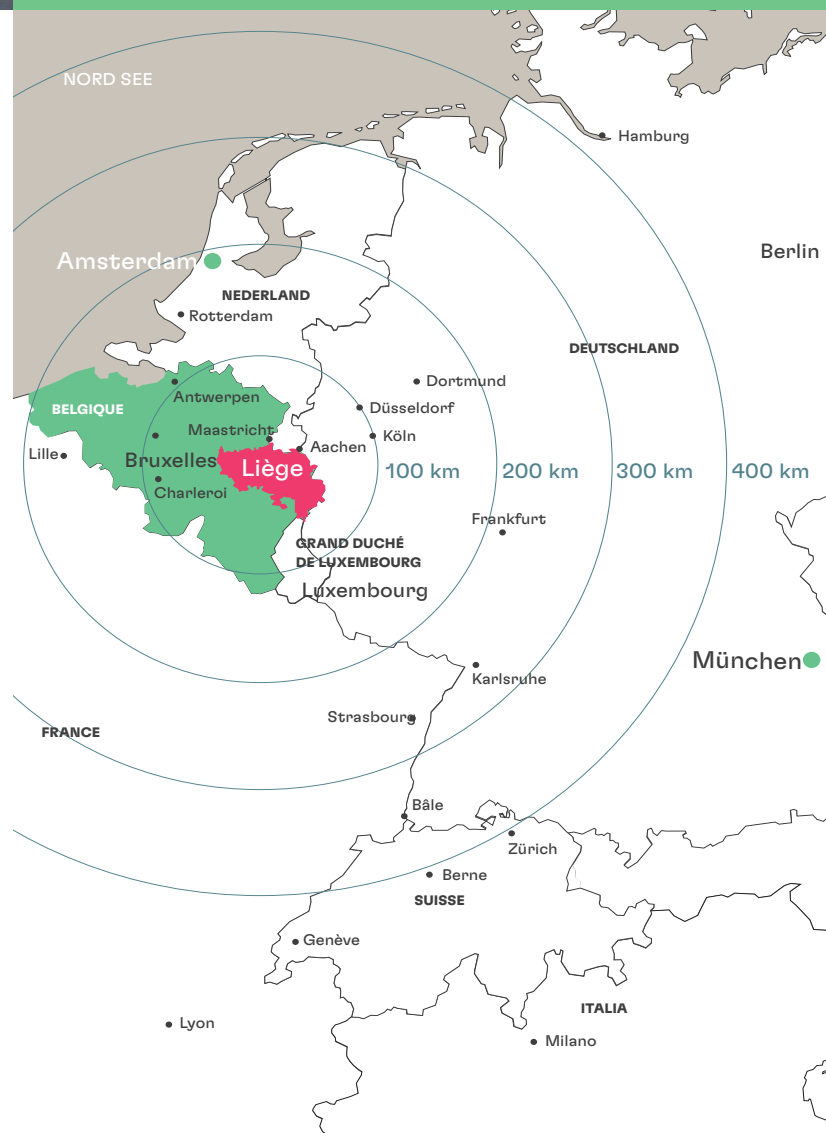 NORD SEE
Hamburg
Berlin
Amsterdam
NEDERLAND
Rotterdam
DEUTSCHLAND
Dortmund
Antwerpen
BELGIQUE
Düsseldorf
Maastricht
Köln
Aachen
Lille
Bruxelles
Liège
100 km
200 km
300 km
400 km
Charleroi
Frankfurt
GRAND DUCHÉ
DE LUXEMBOURG
Luxembourg
München
Karlsruhe
Strasbourg
FRANCE
Bâle
Zürich
Berne
SUISSE
Genève
ITALIA
Lyon
Milano